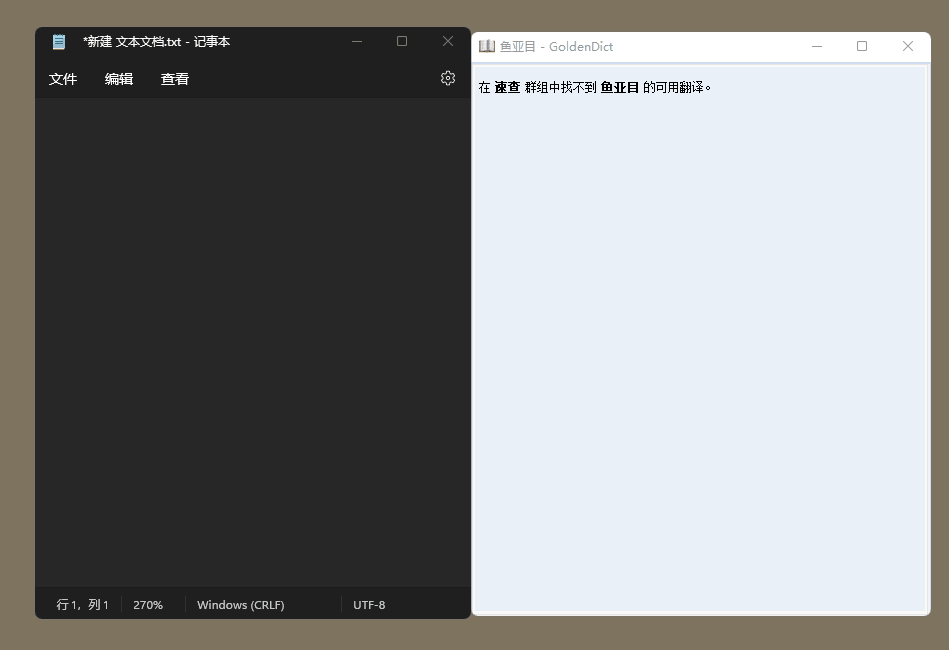 *新建 文本文档.txt - 记事本
文件 编辑 查看
行 1，列 1 270% Windows (CRLF) UTF-8
鱼亚目 - GoldenDict
在 速查 群组中找不到 鱼亚目 的可用翻译。